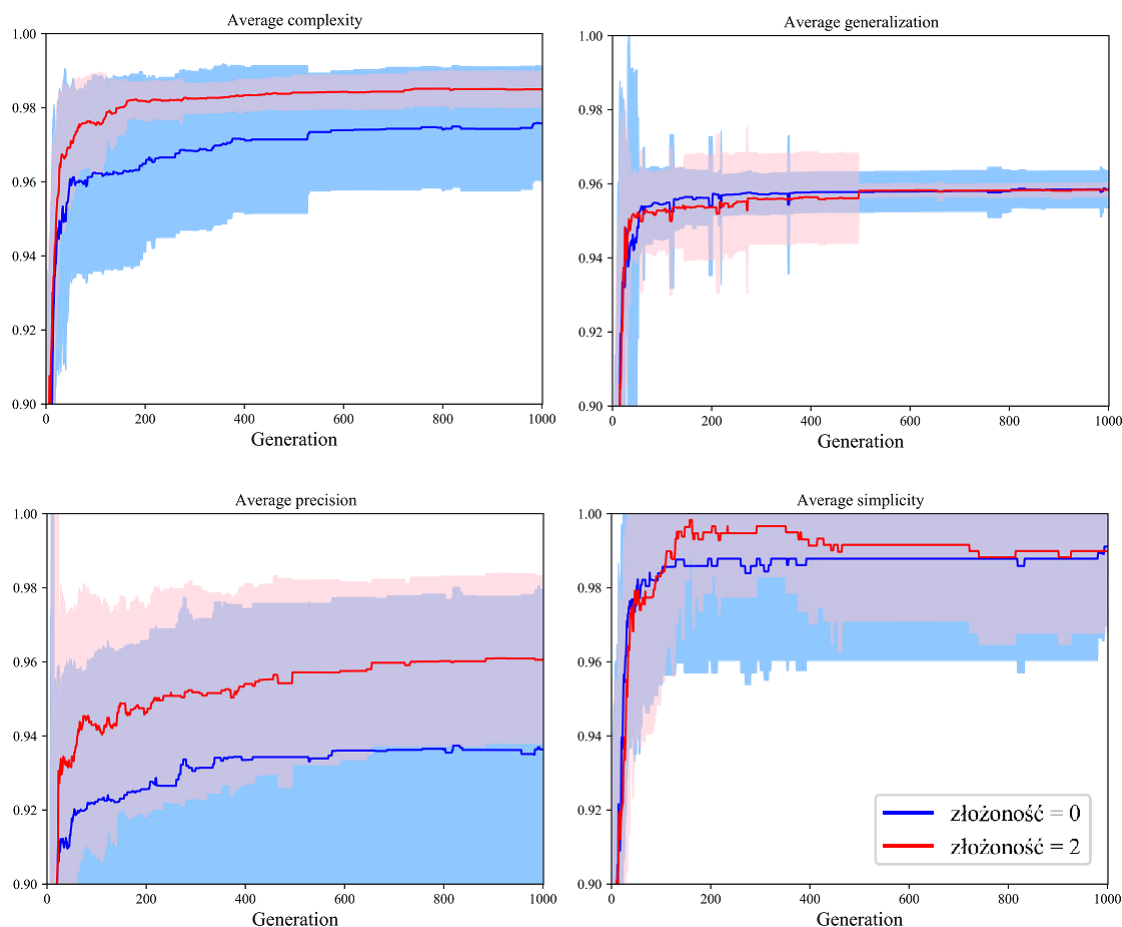 Average complexity
1.00
0.98
0.96
0.94
0.92
0.90
0 200 400 600 800 1000
Generation
Average generalization
1.00
0.98
0.96
0.94
0.92
0.90
0 200 400 600 800 1000
Generation
Average precision
1.00
0.98
0.96
0.94
0.92
0.90
0 200 400 600 800 1000
Generation
Average simplicity
1.00
0.98
0.96
0.94
0.92
0.90
złożoność = 0
złożoność = 2
0 200 400 600 800 1000
Generation